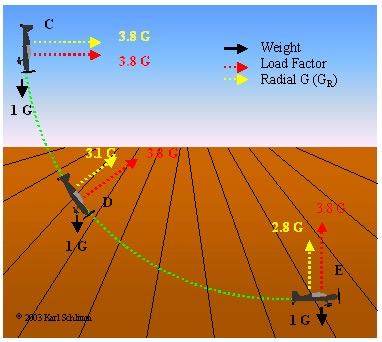 C
3.8 G
3.8 G
1 G
Weight
Load Factor
Radial G (GR)
3.1 G
3.8 G
D
1 G
3.8 G
2.8 G
E
1 G
© 2003 Karl Schlimm